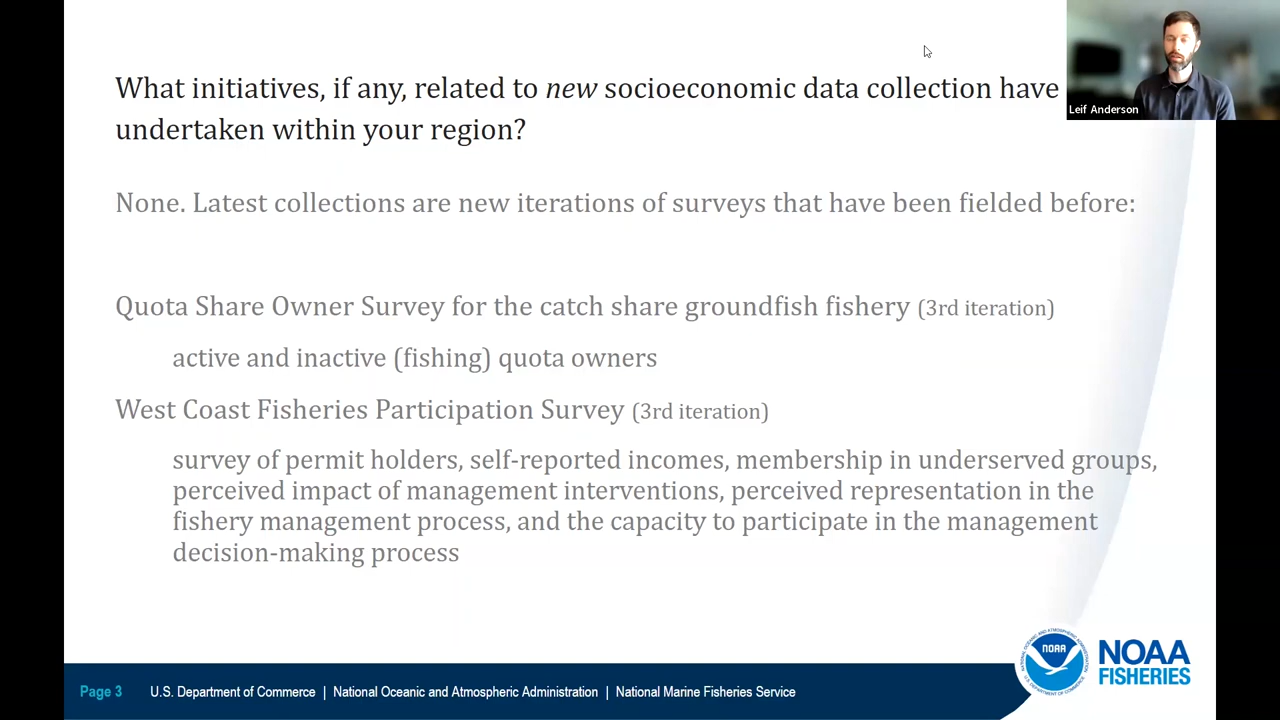 What initiatives, if any, related to new socioeconomic data collection have
undertaken within your region?
Leif Anderson
None. Latest collections are new iterations of surveys that have been fielded before:
Quota Share Owner Survey for the catch share groundfish fishery (3rd iteration)
active and inactive (fishing) quota owners
West Coast Fisheries Participation Survey (3rd iteration)
survey of permit holders, self-reported incomes, membership in underserved groups,
perceived impact of management interventions, perceived representation in the
fishery management process, and the capacity to participate in the management
decision-making process
NOAA
NOAA
FISHERIES
Page 3 U.S. Department of Commerce | National Oceanic and Atmospheric Administration | National Marine Fisheries Service